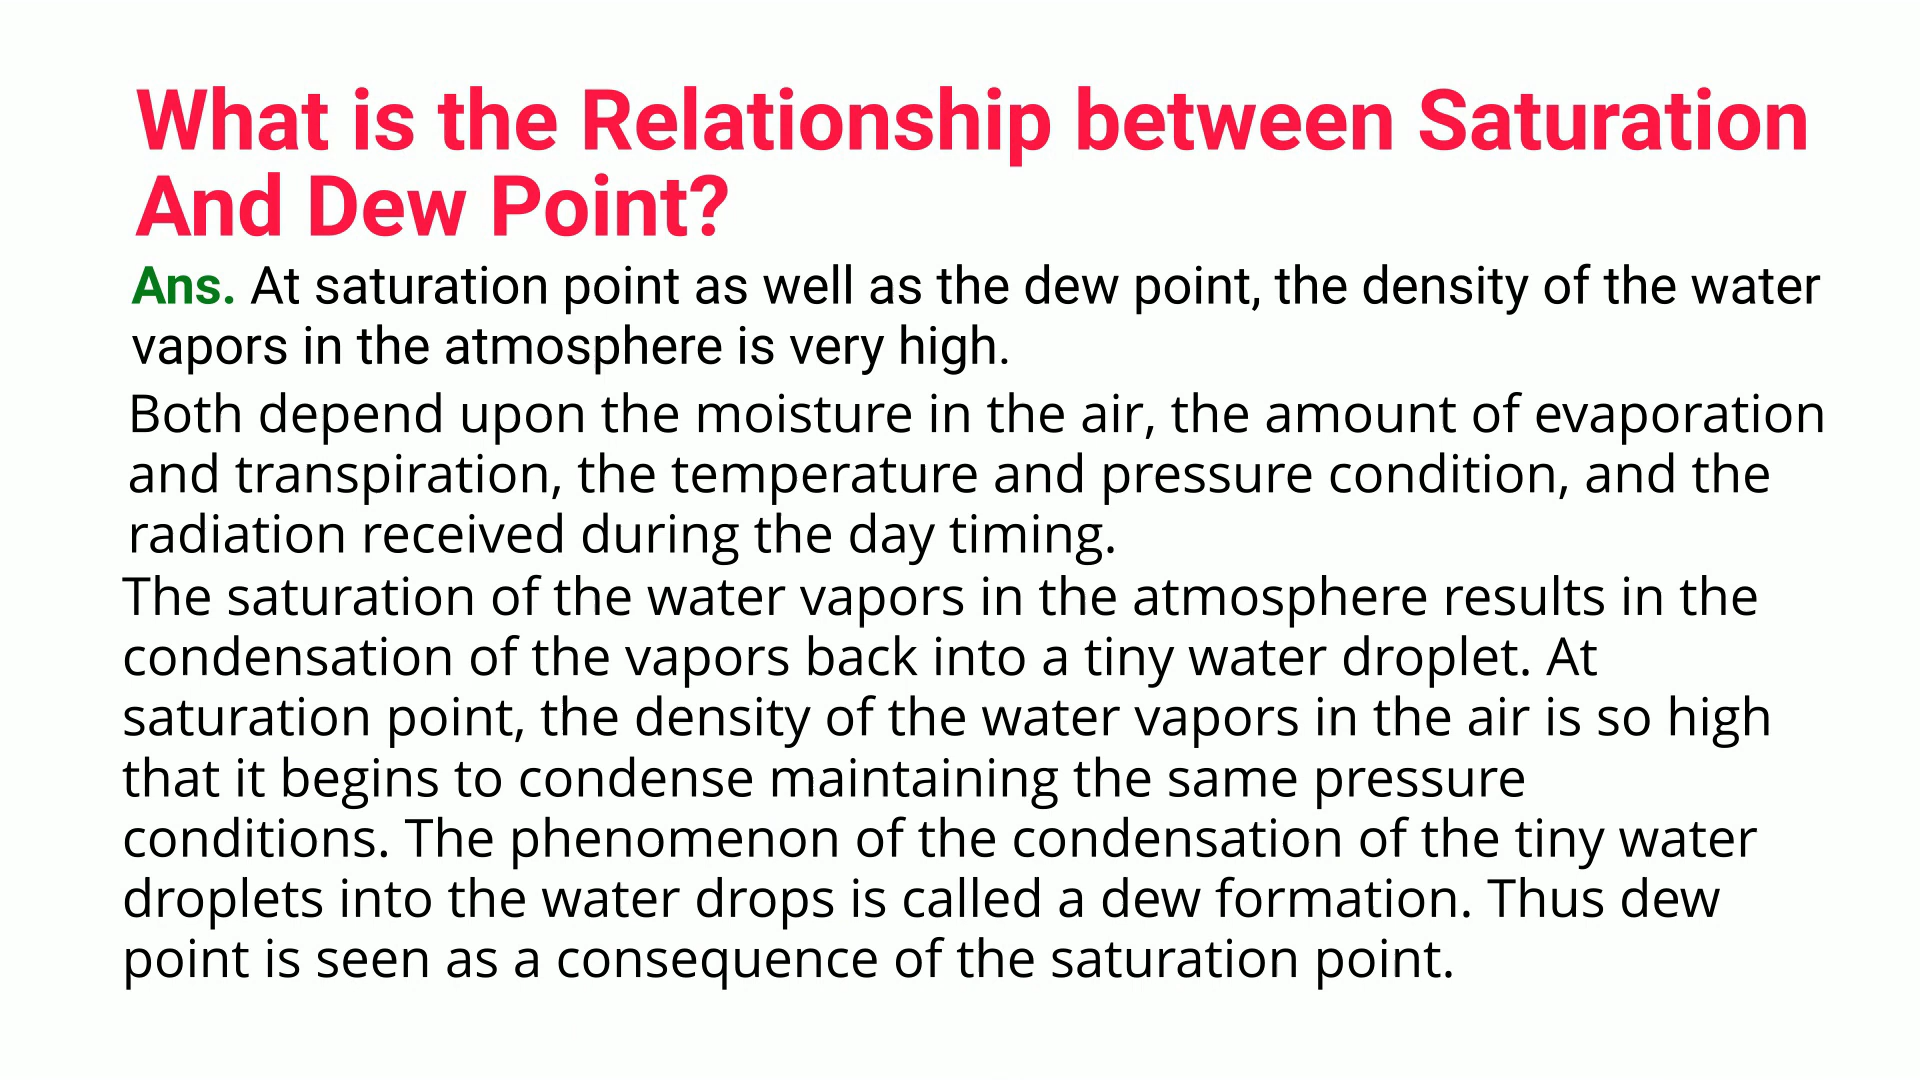 What is the Relationship between Saturation
And Dew Point?
Ans. At saturation point as well as the dew point, the density of the water
vapors in the atmosphere is very high.
Both depend upon the moisture in the air, the amount of evaporation
and transpiration, the temperature and pressure condition, and the
radiation received during the day timing.
The saturation of the water vapors in the atmosphere results in the
condensation of the vapors back into a tiny water droplet. At
saturation point, the density of the water vapors in the air is so high
that it begins to condense maintaining the same pressure
conditions. The phenomenon of the condensation of the tiny water
droplets into the water drops is called a dew formation. Thus dew
point is seen as a consequence of the saturation point.